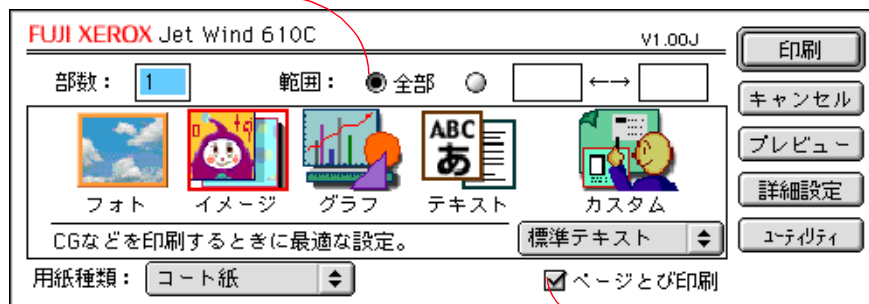 FUJI XEROX Jet Wind 610C V1.00J
印刷
部数： 1 範囲： 全部 ←→
キャンセル
ABC
あ
プレビュー
フォト イメージ グラフ テキスト カスタム
詳細設定
CGなどを印刷するときに最適な設定。 標準テキスト
ユーティリティ
用紙種類： コート紙 ページとび印刷